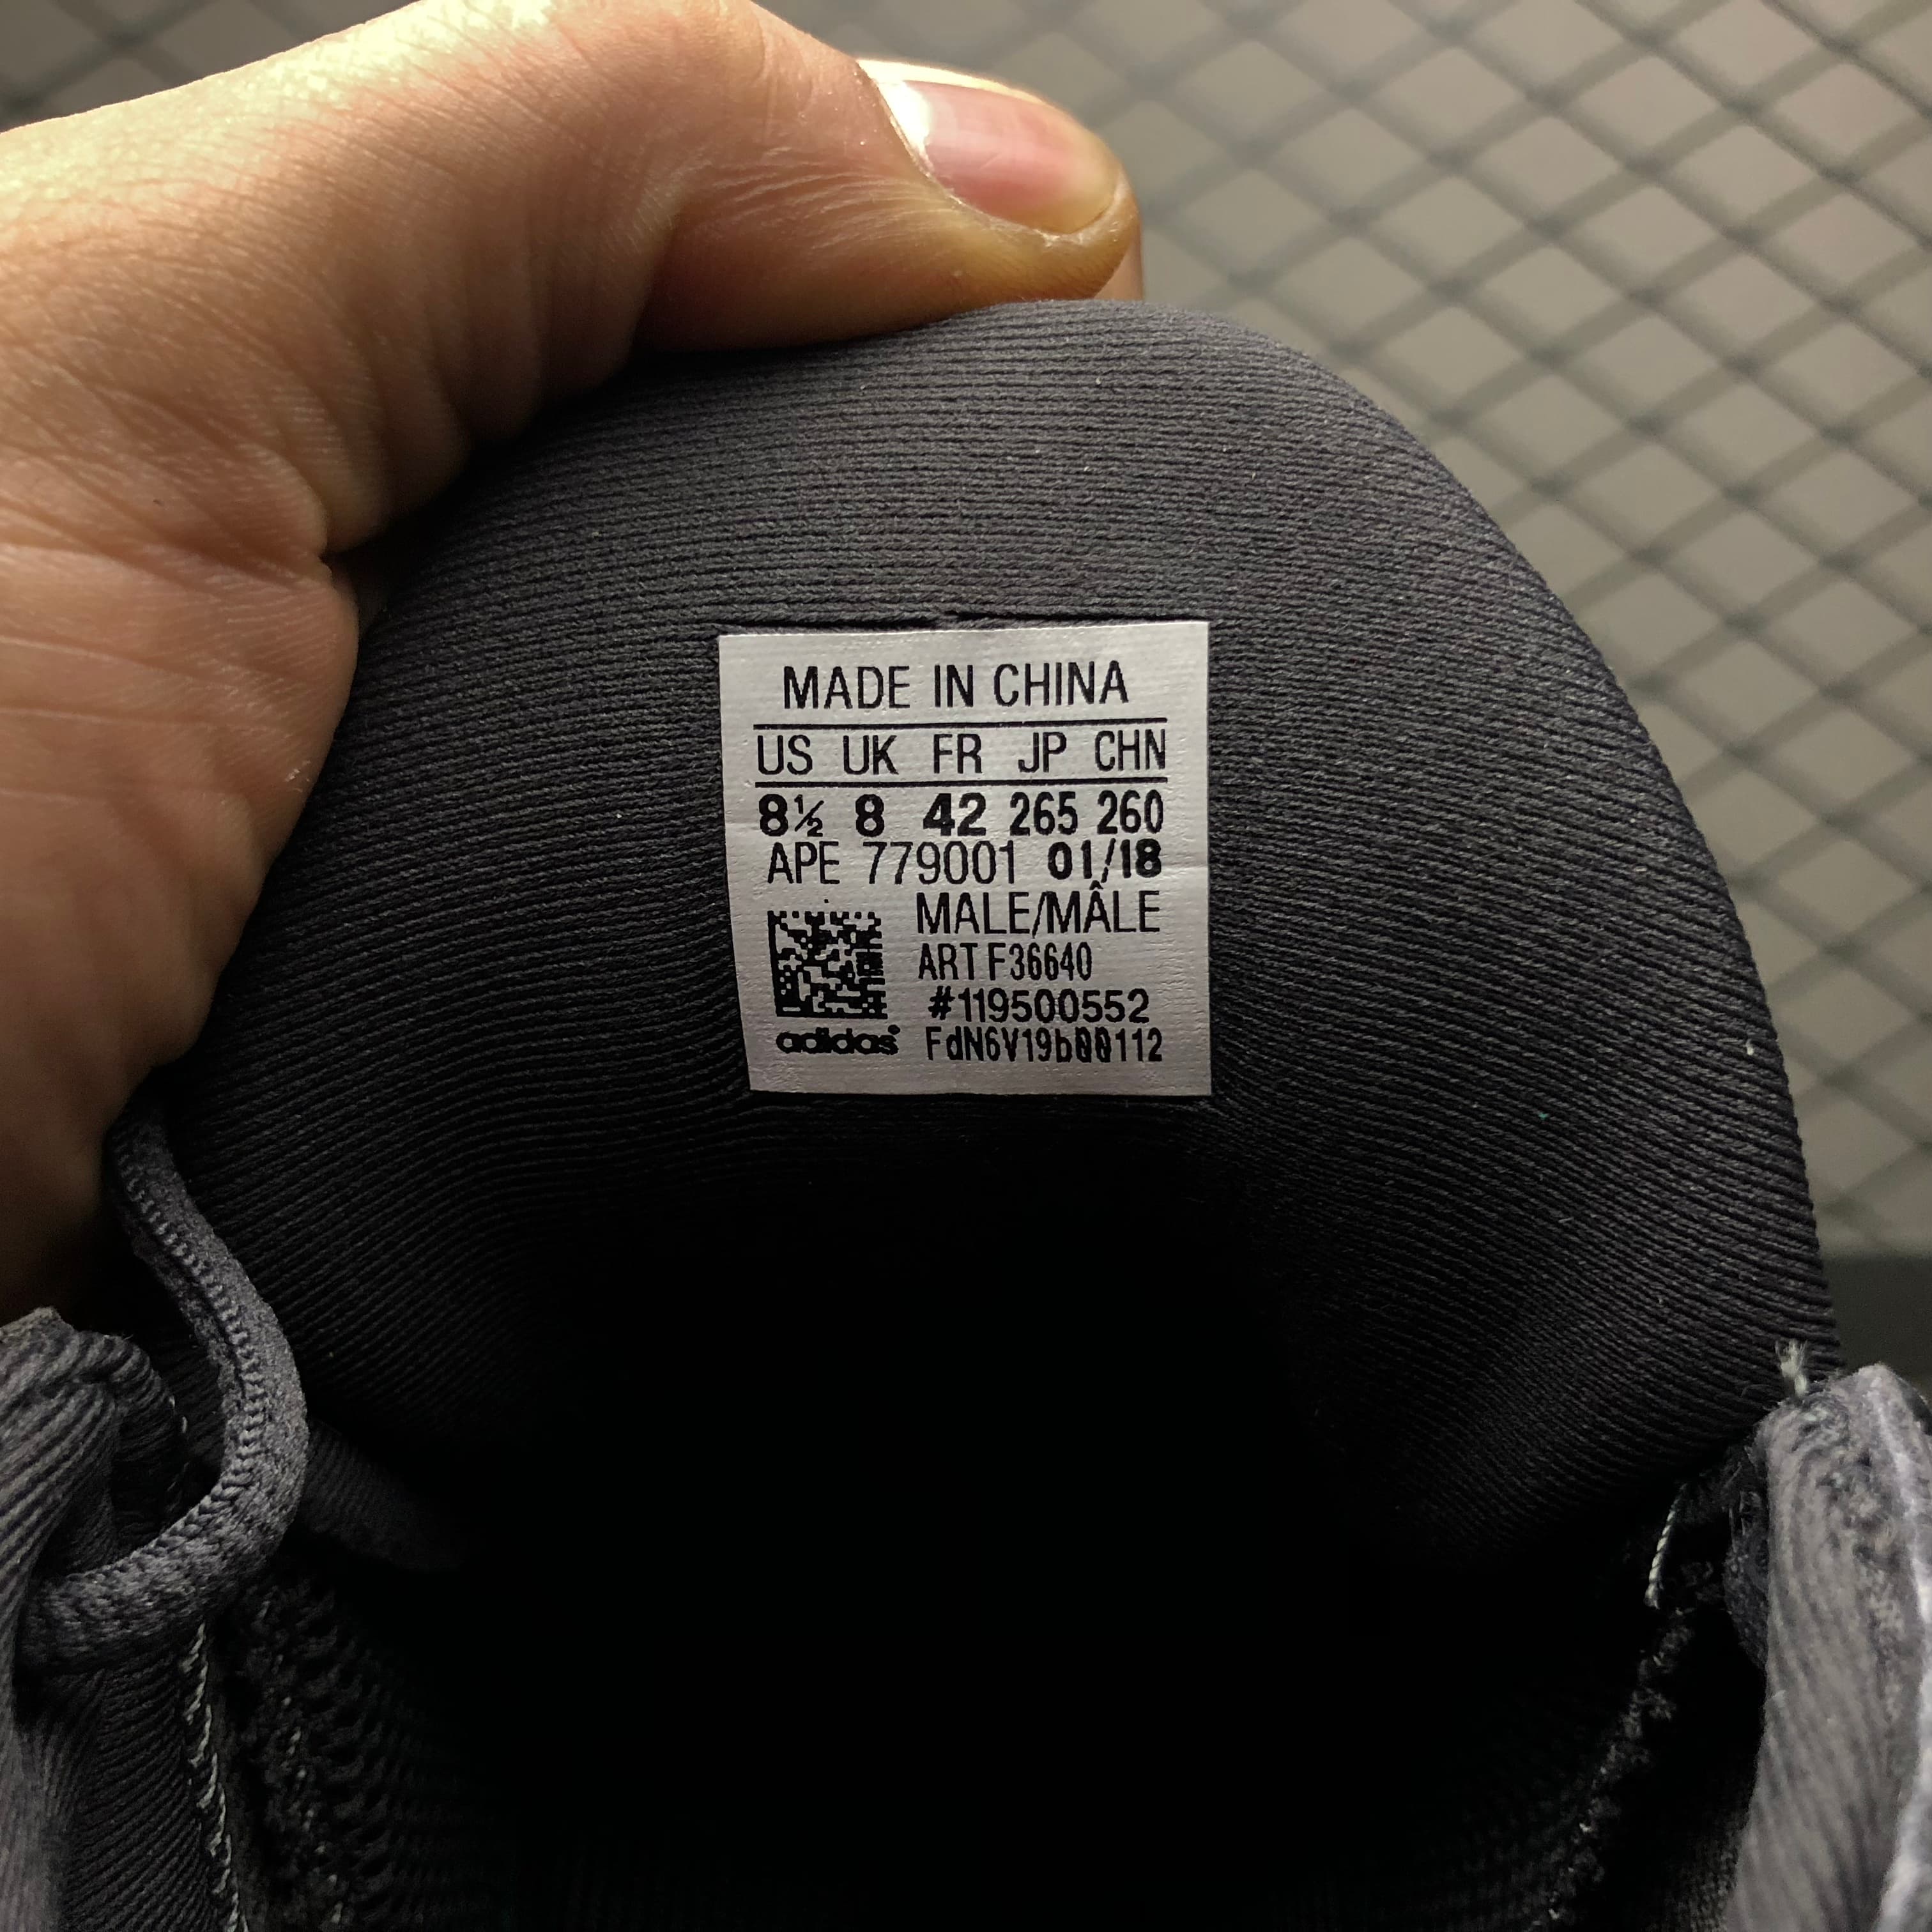 MADE IN CHINA
US UK FR JP CHN
8½ 8 42 265 260
APE 779001 01/18
MALE/MÂLE
ART F36640
#119500552
adidas® FdN6V19b00112